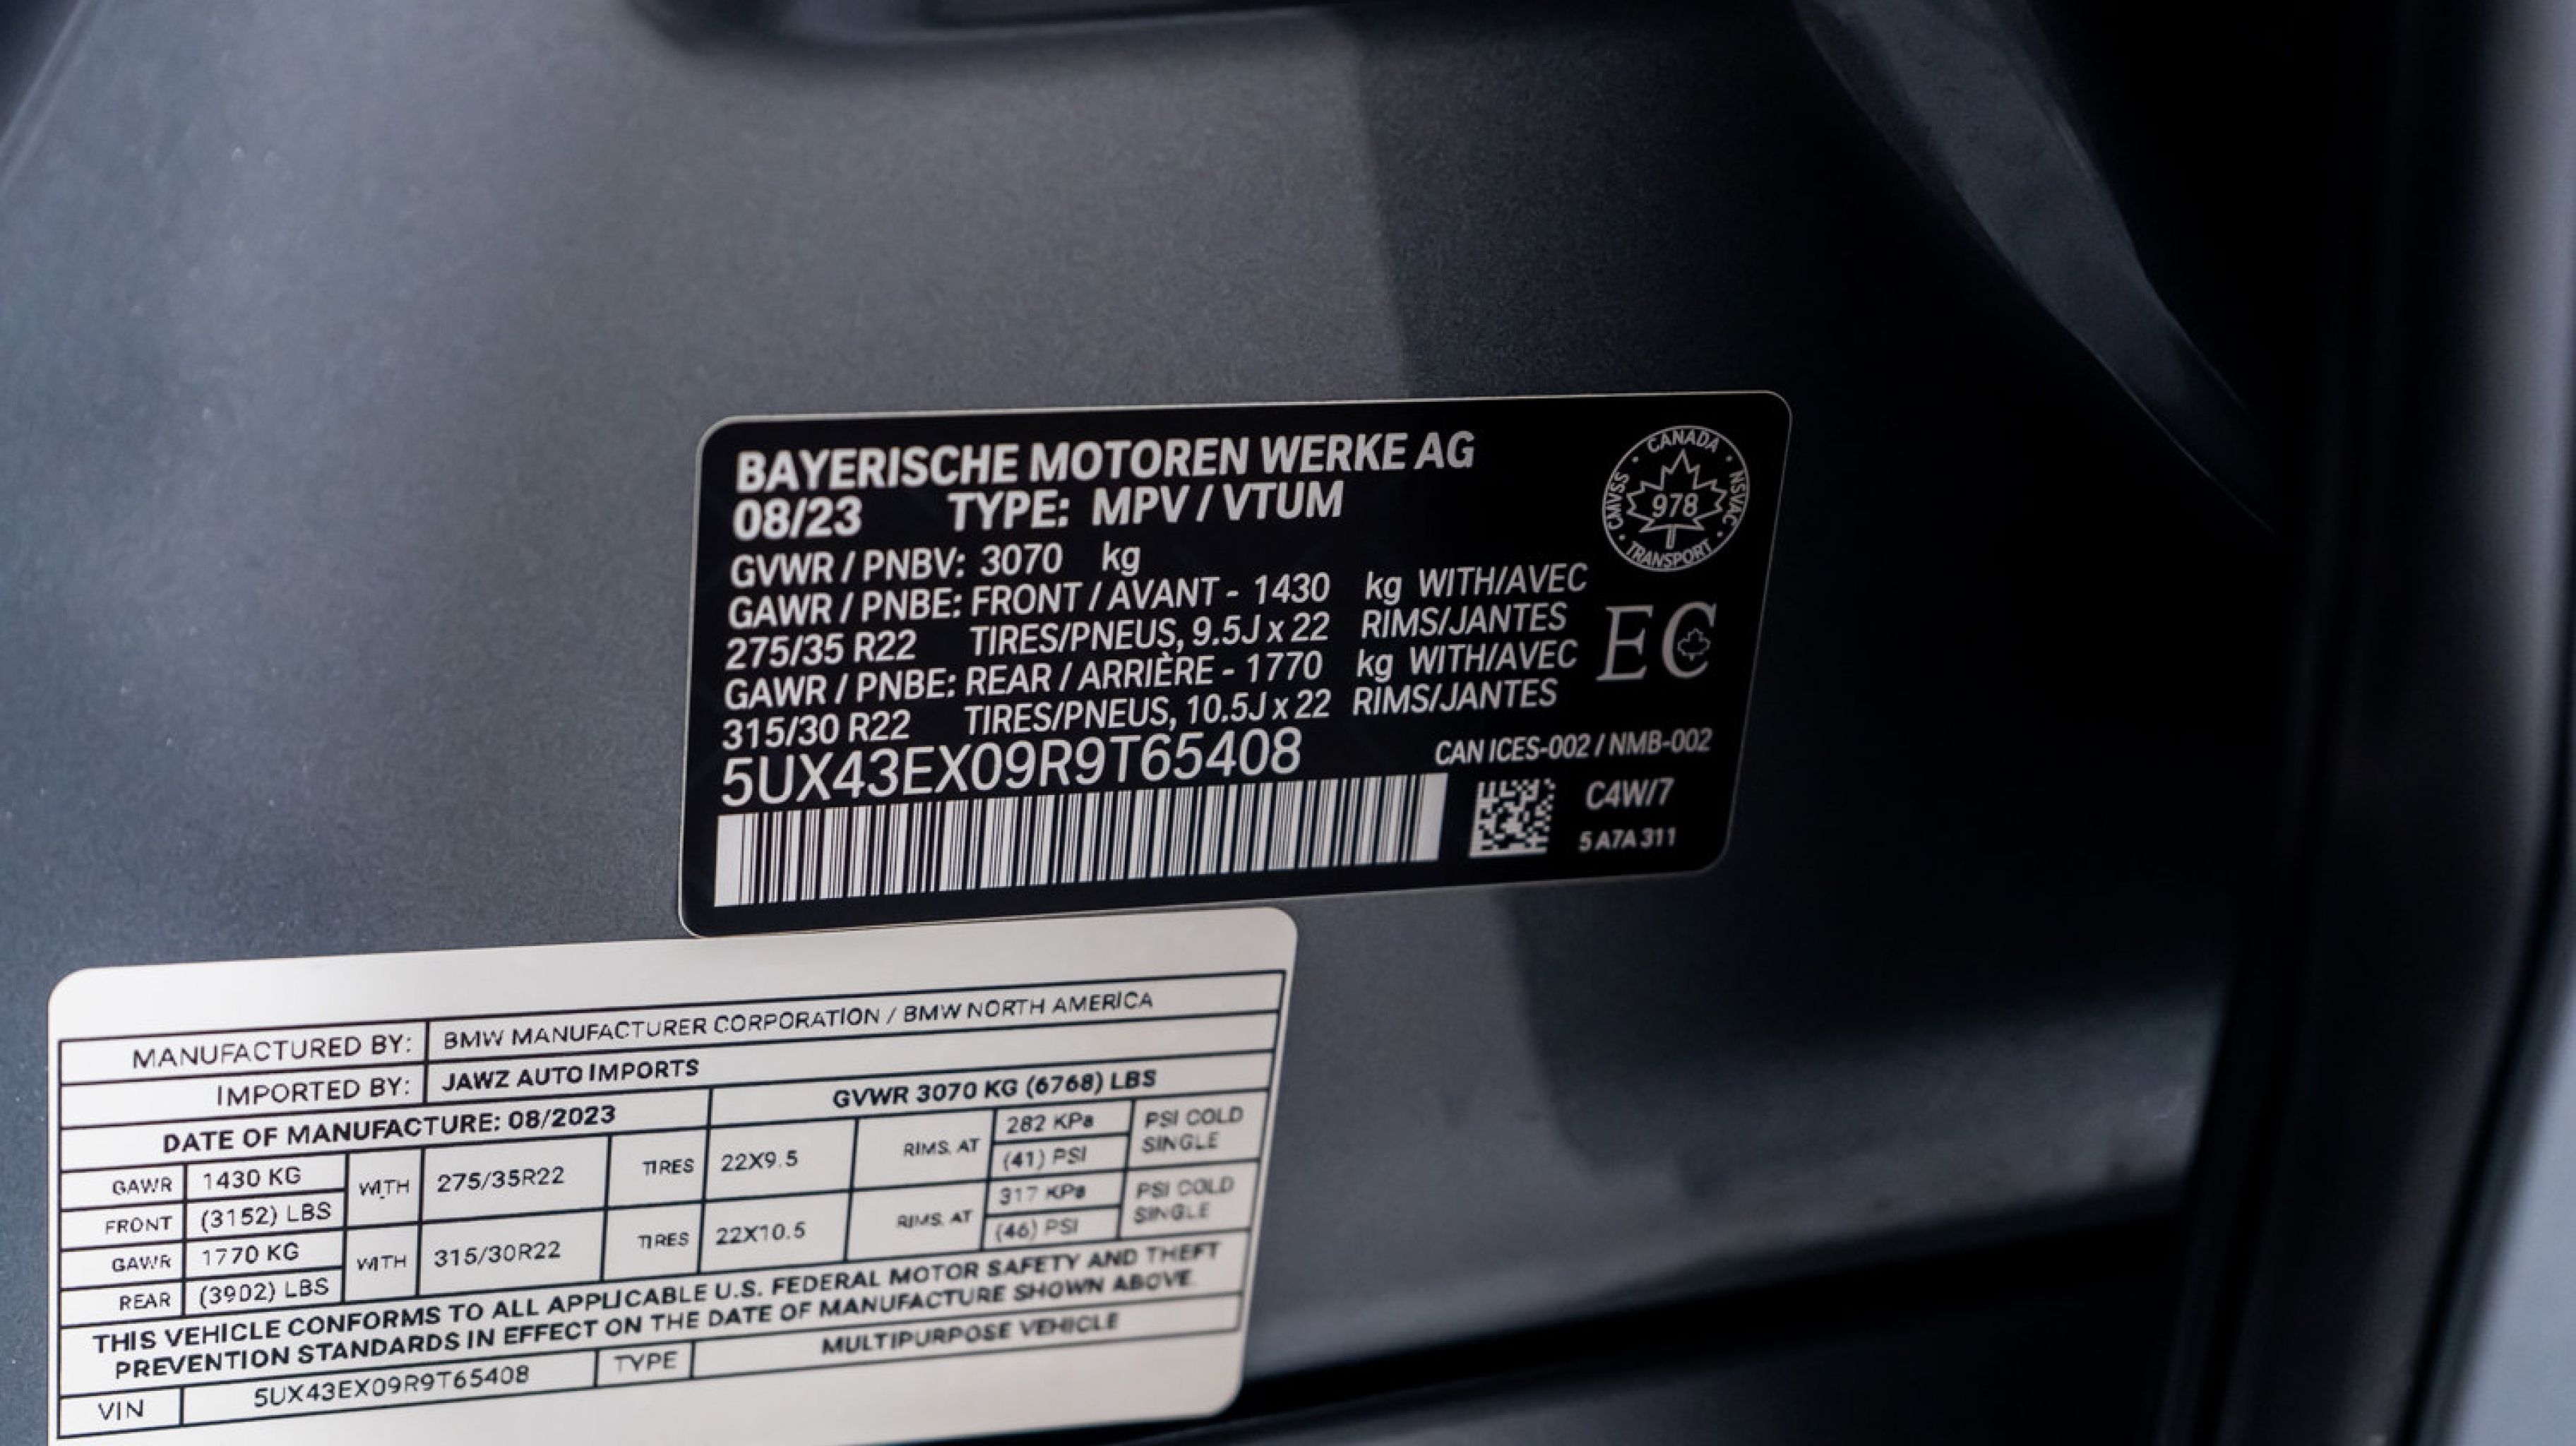 BAYERISCHE MOTOREN WERKE AG
08/23 TYPE: MPV / VTUM
GVWR / PNBV: 3070 kg
GAWR / PNBE: FRONT / AVANT - 1430 kg WITH/AVEC
275/35 R22 TIRES/PNEUS, 9.5J x 22 RIMS/JANTES
GAWR / PNBE: REAR / ARRIÈRE - 1770 kg WITH/AVEC
315/30 R22 TIRES/PNEUS, 10.5J x 22 RIMS/JANTES
5UX43EX09R9T65408
CANADA
CMVSS 978 NSVAC
TRANSPORT
EC
CAN ICES-002 / NMB-002
C4W/7
5 A7A 311
MANUFACTURED BY: BMW MANUFACTURER CORPORATION / BMW NORTH AMERICA
IMPORTED BY: JAWZ AUTO IMPORTS
DATE OF MANUFACTURE: 08/2023 GVWR 3070 KG (6768) LBS
GAWR 1430 KG WITH 275/35R22 TIRES 22X9.5 RIMS. AT 282 KPa PSI COLD
FRONT (3152) LBS (41) PSI SINGLE
GAWR 1770 KG WITH 315/30R22 TIRES 22X10.5 RIMS. AT 317 KPa PSI COLD
REAR (3902) LBS (46) PSI SINGLE
THIS VEHICLE CONFORMS TO ALL APPLICABLE U.S. FEDERAL MOTOR SAFETY AND THEFT
PREVENTION STANDARDS IN EFFECT ON THE DATE OF MANUFACTURE SHOWN ABOVE.
VIN 5UX43EX09R9T65408 TYPE MULTIPURPOSE VEHICLE